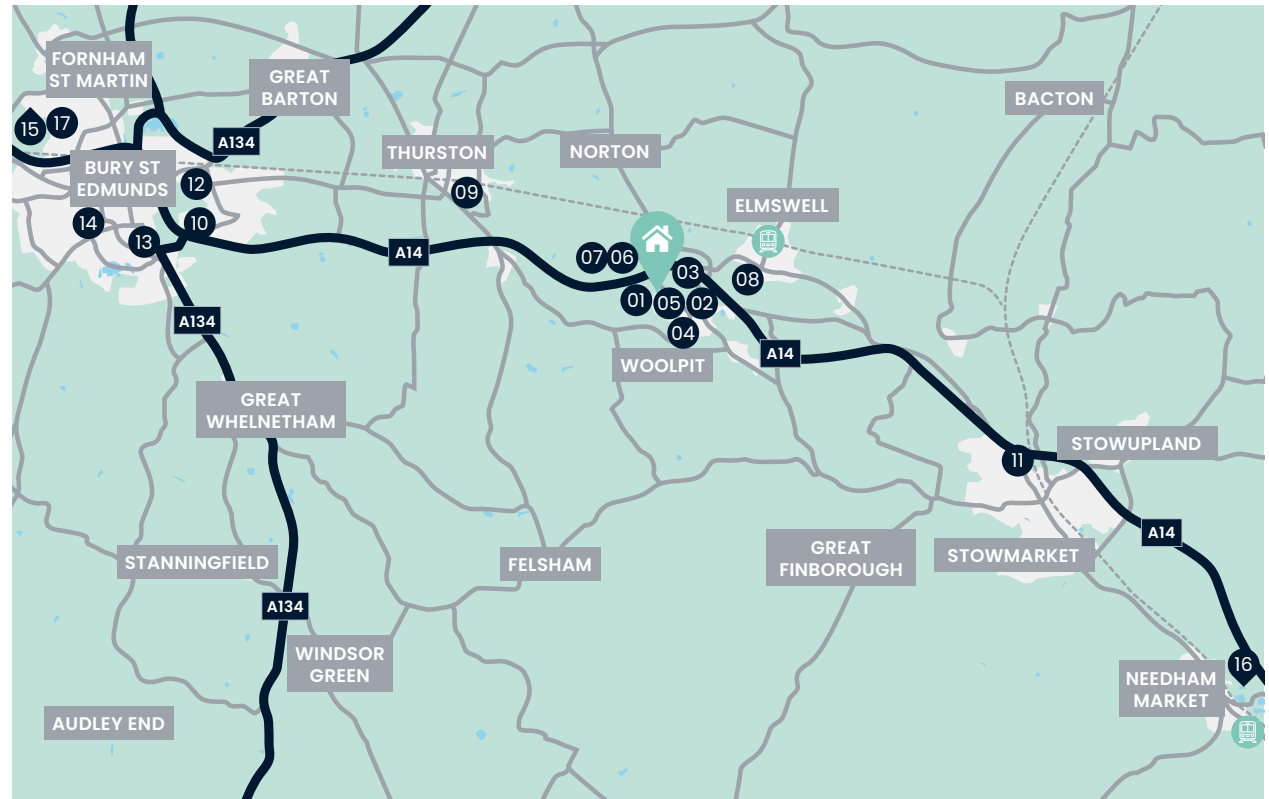 FORNHAM
ST MARTIN
GREAT
BARTON
BACTON
15
17
A134
THURSTON
NORTON
BURY ST
EDMUNDS
12
09
ELMSWELL
14
10
13
A14
07
06
03
08
01
05
02
04
A134
A14
WOOLPIT
GREAT
WHELNETHAM
11
STOWUPLAND
A14
STANNINGFIELD
FELSHAM
GREAT
FINBOROUGH
STOWMARKET
A134
WINDSOR
GREEN
16
NEEDHAM
MARKET
AUDLEY END